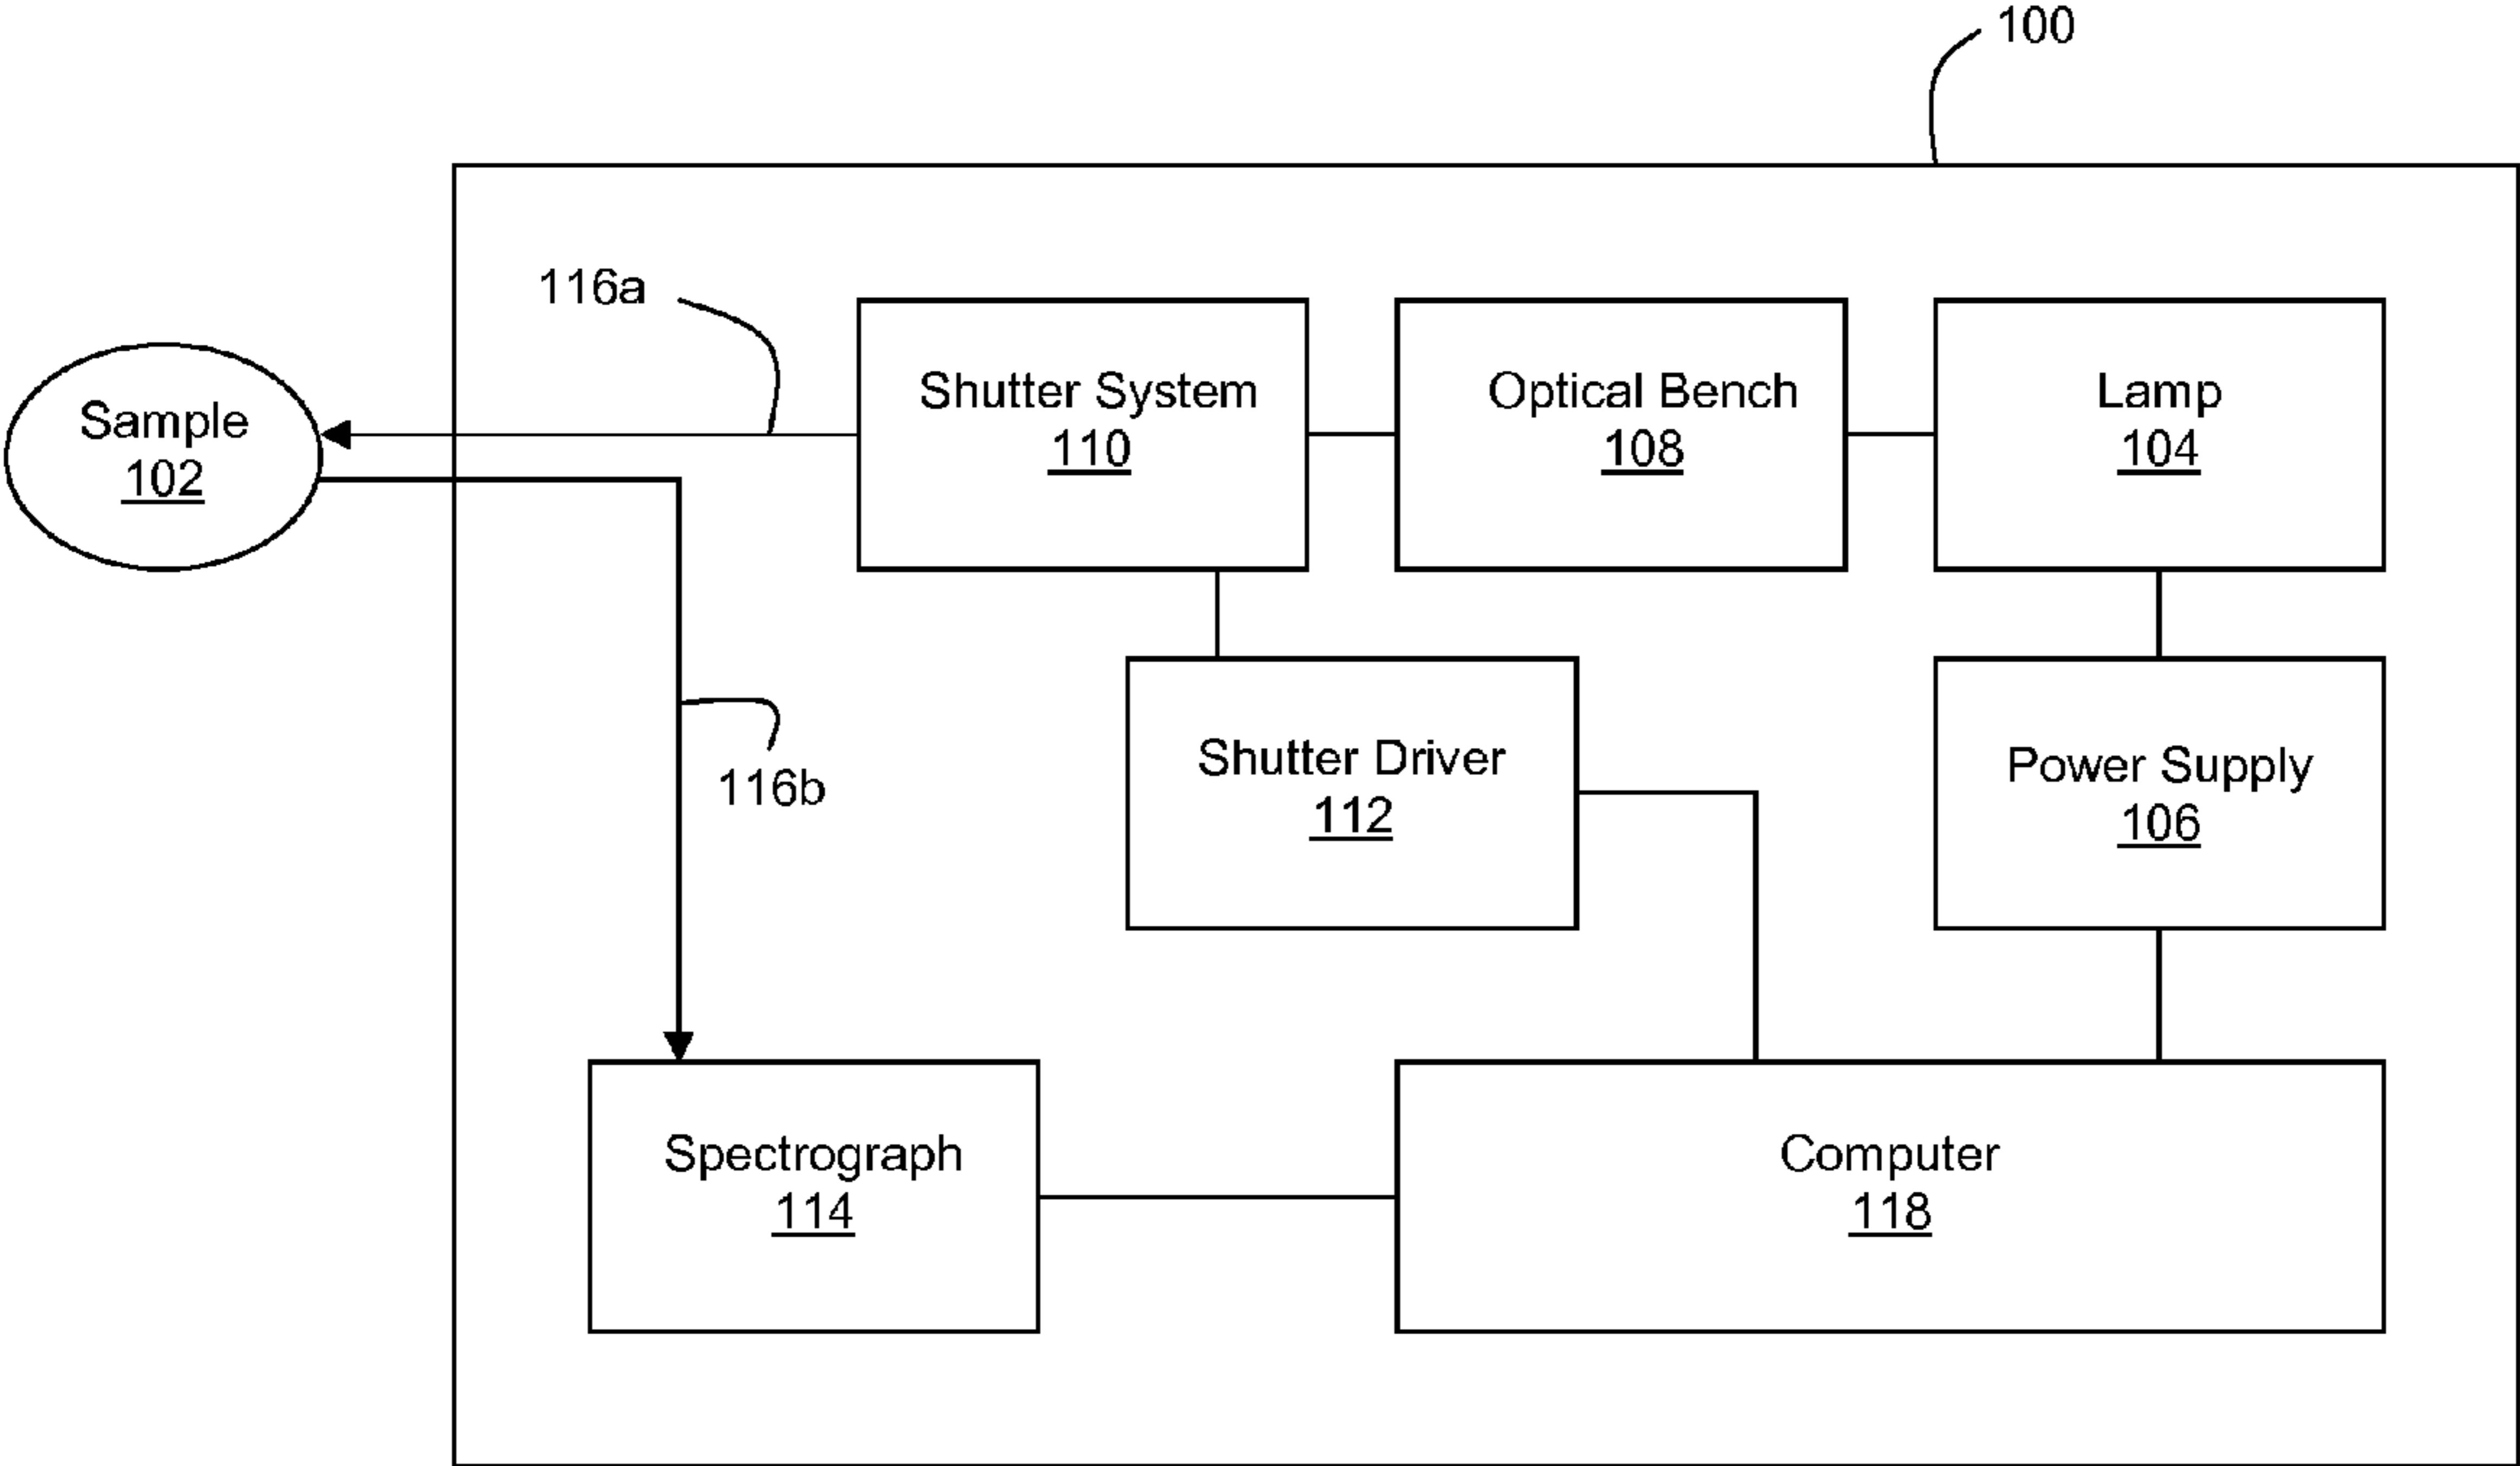 100
116a
Shutter System
110
Optical Bench
108
Lamp
104
Sample
102
116b
Shutter Driver
112
Power Supply
106
Spectrograph
114
Computer
118